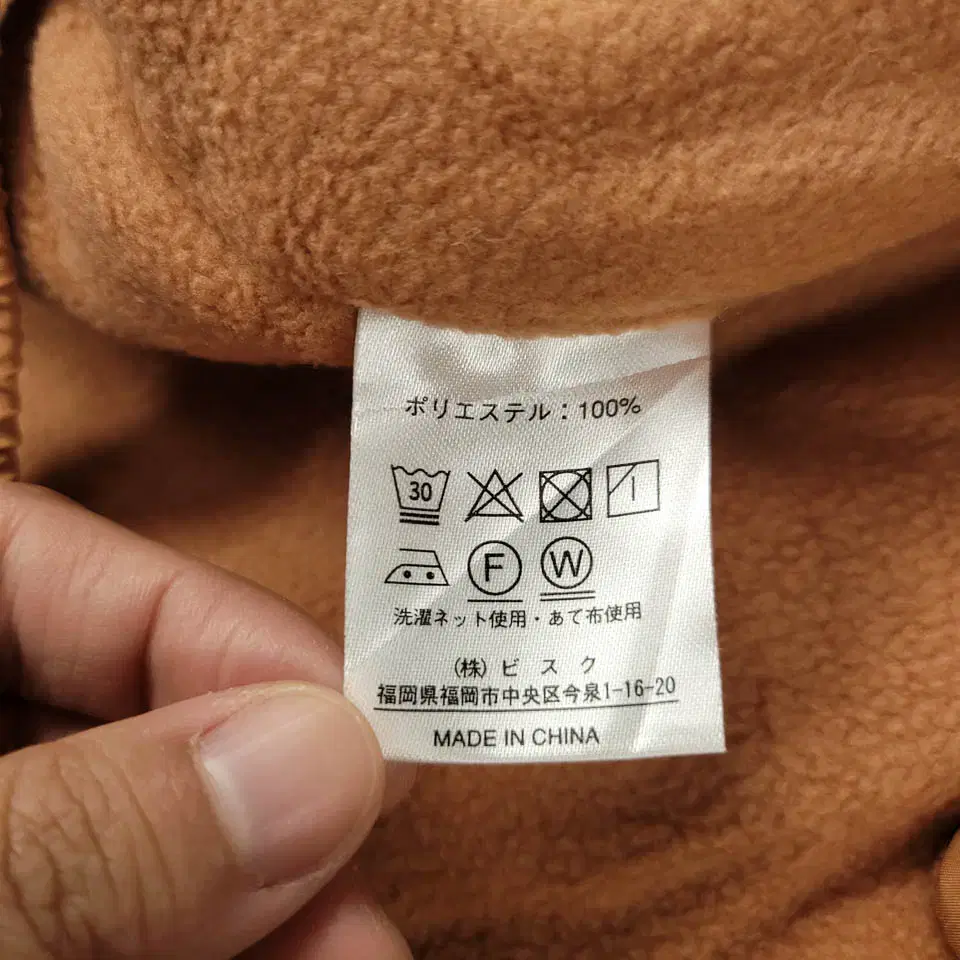 ポリエステル：100%
30
F W
洗濯ネット使用・あて布使用
(株)ビスク
福岡県福岡市中央区今泉1-16-20
MADE IN CHINA